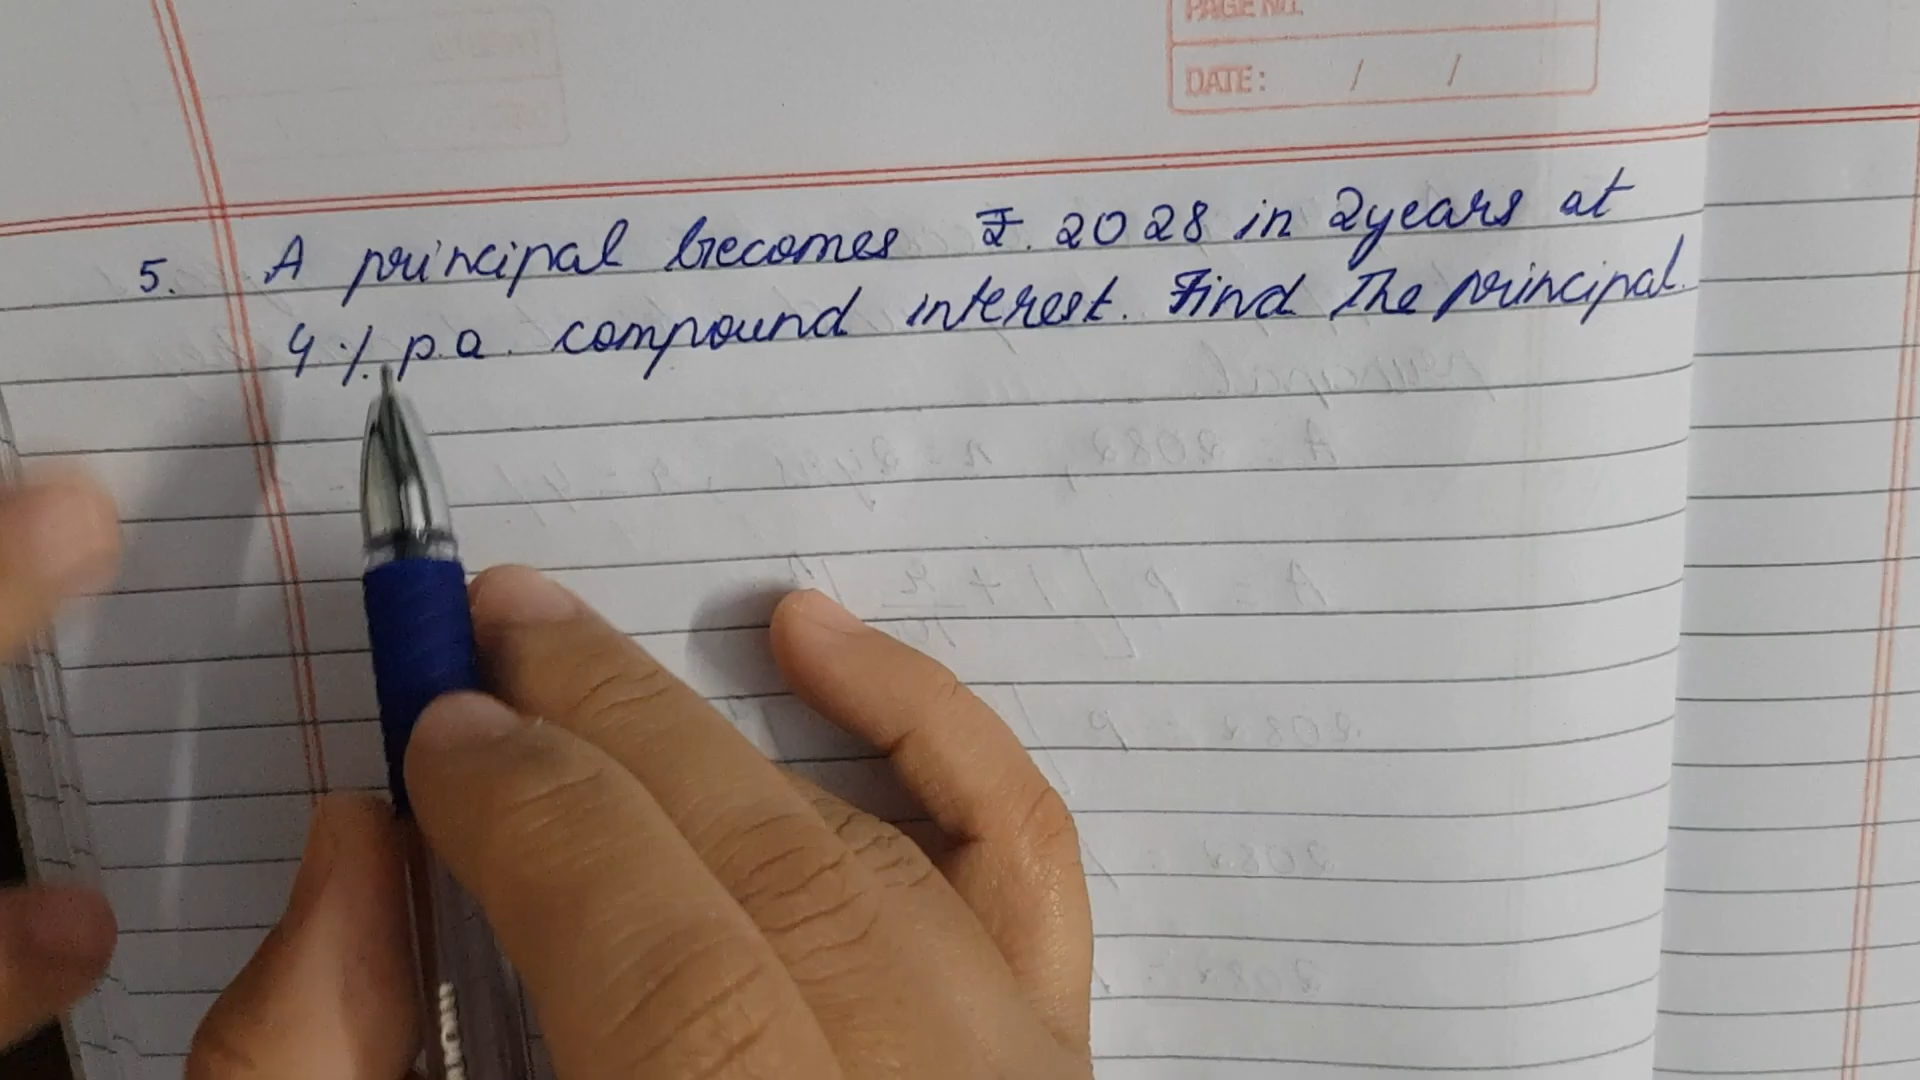 PAGE NO.
DATE: / /
5. A principal becomes ₹. 2028 in 2years at
4% p.a. compound interest. Find the principal.